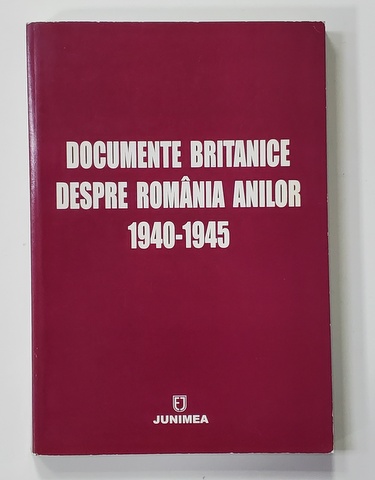 DOCUMENTE BRITANICE
DESPRE ROMÂNIA ANILOR
1940-1945
JUNIMEA